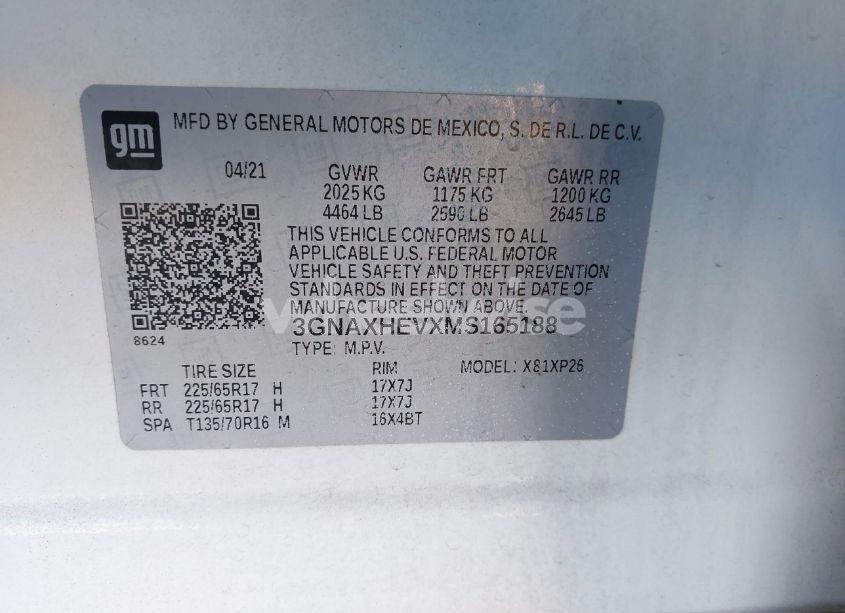 gm MFD BY GENERAL MOTORS DE MEXICO, S. DE R.L. DE C.V.
04/21 GVWR GAWR FRT GAWR RR
2025 KG 1175 KG 1200 KG
4464 LB 2590 LB 2645 LB
THIS VEHICLE CONFORMS TO ALL
APPLICABLE U.S. FEDERAL MOTOR
VEHICLE SAFETY AND THEFT PREVENTION
STANDARDS IN EFFECT ON THE DATE OF
MANUFACTURE SHOWN ABOVE.
3GNAXHEVXMS165188
8624
TYPE: M.P.V.
TIRE SIZE RIM MODEL: X81XP26
FRT 225/65R17 H 17X7J
RR 225/65R17 H 17X7J
SPA T135/70R16 M 16X4BT